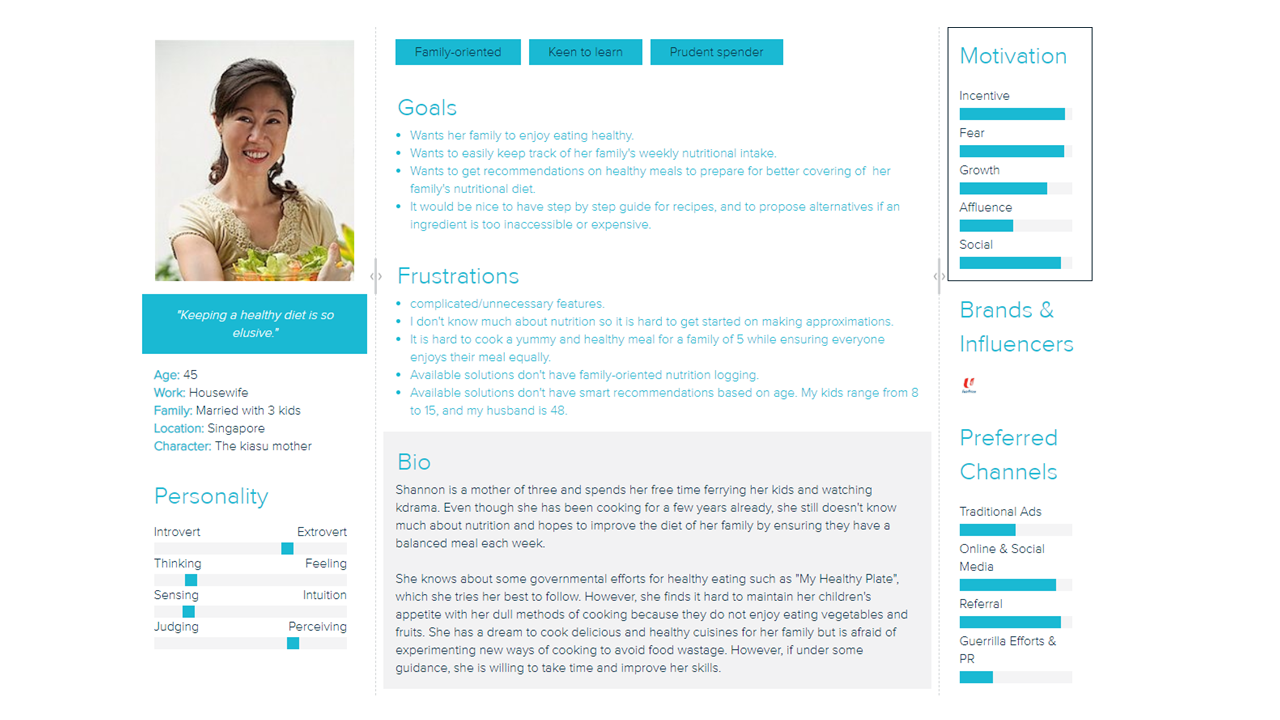 Family-oriented
Keen to learn
Prudent spender
Goals
Wants her family to enjoy eating healthy.
Wants to easily keep track of her family's weekly nutritional intake.
Wants to get recommendations on healthy meals to prepare for better covering of her
family's nutritional diet.
It would be nice to have step by step guide for recipes, and to propose alternatives if an
ingredient is too inaccessible or expensive.
Frustrations
complicated/unnecessary features.
I don't know much about nutrition so it is hard to get started on making approximations.
It is hard to cook a yummy and healthy meal for a family of 5 while ensuring everyone
enjoys their meal equally.
Available solutions don't have family-oriented nutrition logging.
Available solutions don't have smart recommendations based on age. My kids range from 8
to 15, and my husband is 48.
"Keeping a healthy diet is so
elusive."
Age: 45
Work: Housewife
Family: Married with 3 kids
Location: Singapore
Character: The kiasu mother
Personality
Introvert Extrovert
Thinking Feeling
Sensing Intuition
Judging Perceiving
Bio
Shannon is a mother of three and spends her free time ferrying her kids and watching
kdrama. Even though she has been cooking for a few years already, she still doesn't know
much about nutrition and hopes to improve the diet of her family by ensuring they have a
balanced meal each week.
She knows about some governmental efforts for healthy eating such as "My Healthy Plate",
which she tries her best to follow. However, she finds it hard to maintain her children's
appetite with her dull methods of cooking because they do not enjoy eating vegetables and
fruits. She has a dream to cook delicious and healthy cuisines for her family but is afraid of
experimenting new ways of cooking to avoid food wastage. However, if under some
guidance, she is willing to take time and improve her skills.
Motivation
Incentive
Fear
Growth
Affluence
Social
Brands &
Influencers
Preferred
Channels
Traditional Ads
Online & Social
Media
Referral
Guerrilla Efforts &
PR